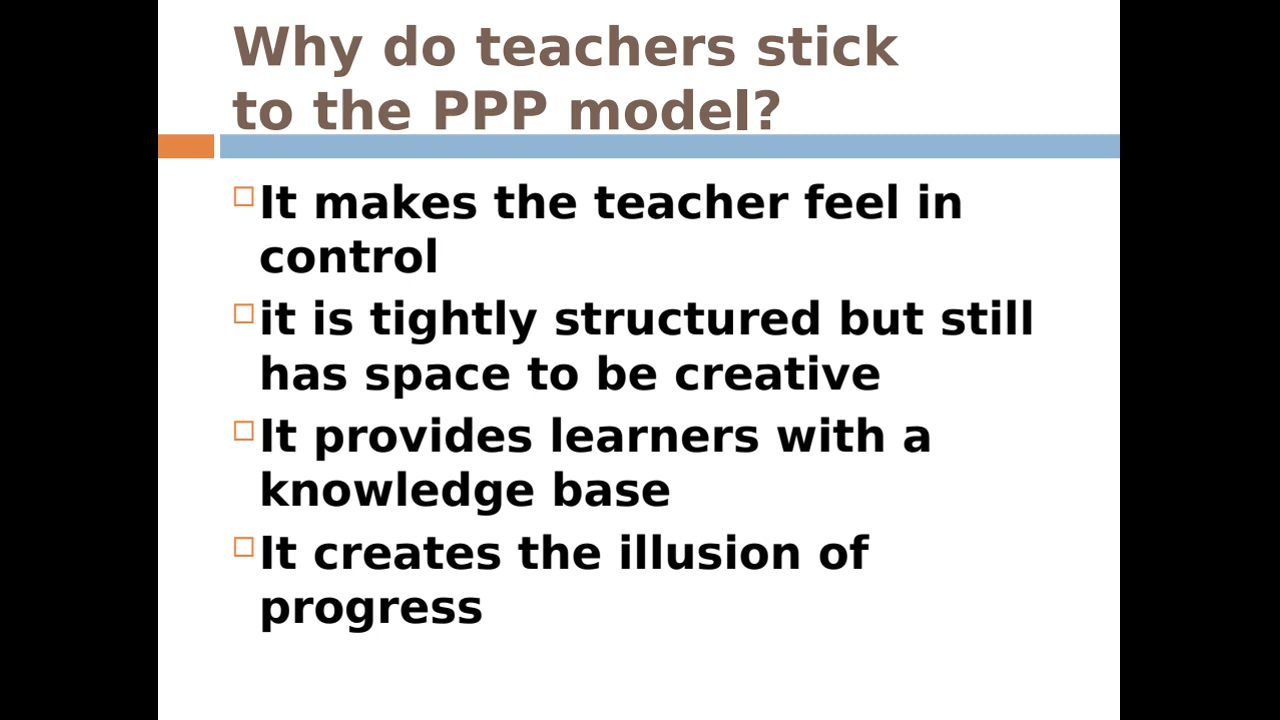 Why do teachers stick
to the PPP model?
It makes the teacher feel in
control
it is tightly structured but still
has space to be creative
It provides learners with a
knowledge base
It creates the illusion of
progress